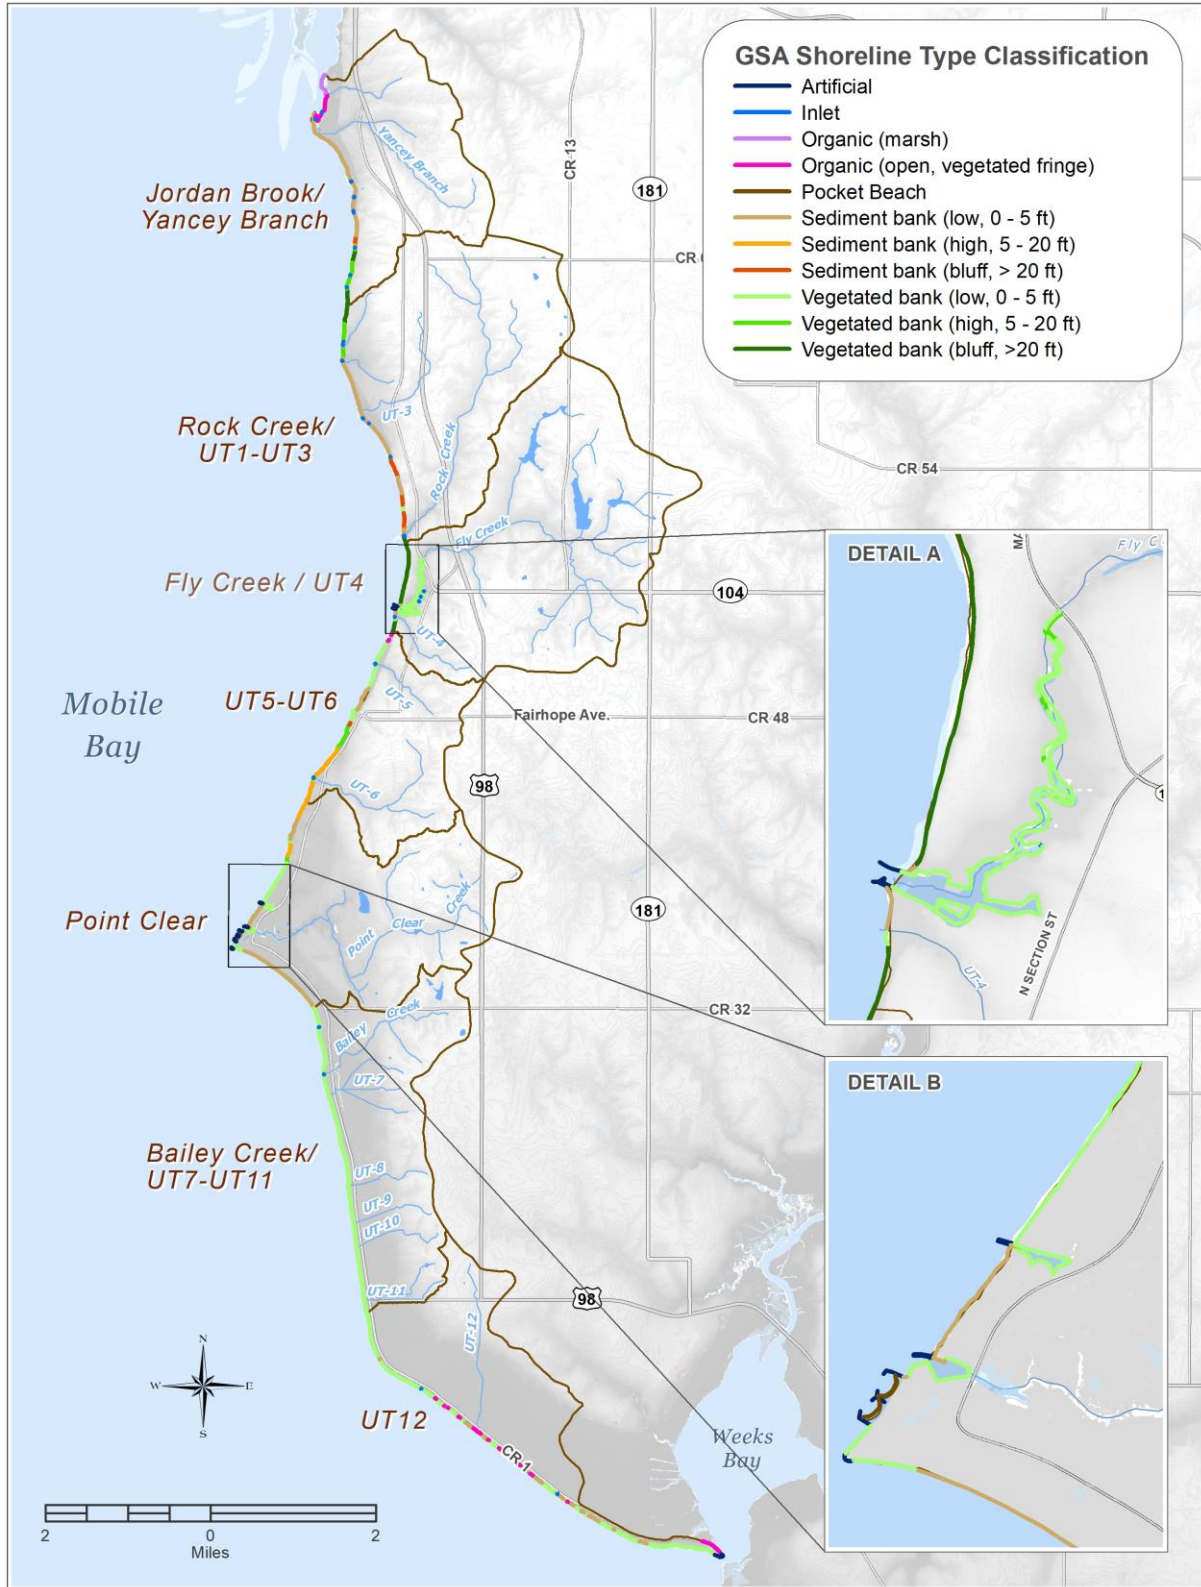 GSA Shoreline Type Classification
Artificial
Inlet
Organic (marsh)
Organic (open, vegetated fringe)
Pocket Beach
Sediment bank (low, 0 - 5 ft)
Sediment bank (high, 5 - 20 ft)
Sediment bank (bluff, > 20 ft)
Vegetated bank (low, 0 - 5 ft)
Vegetated bank (high, 5 - 20 ft)
Vegetated bank (bluff, >20 ft)
Yancey Branch
CR 13
181
Jordan Brook/
Yancey Branch
UT-3
Rock Creek/
UT1-UT3
Rock Creek
CR 54
Fly Creek
Fly Creek / UT4
104
UT-4
UT-5
UT5-UT6
Mobile
Bay
Fairhope Ave.
CR 48
UT-6
98
Point Clear
Point Clear Creek
181
CR 32
Bailey Creek
UT-7
Bailey Creek/
UT7-UT11
UT-8
UT-9
UT-10
UT-11
98
UT-12
UT12
CR 1
Weeks
Bay
N
W E
S
2 0 2
Miles
DETAIL A
Fly C
N SECTION ST
UT-4
DETAIL B